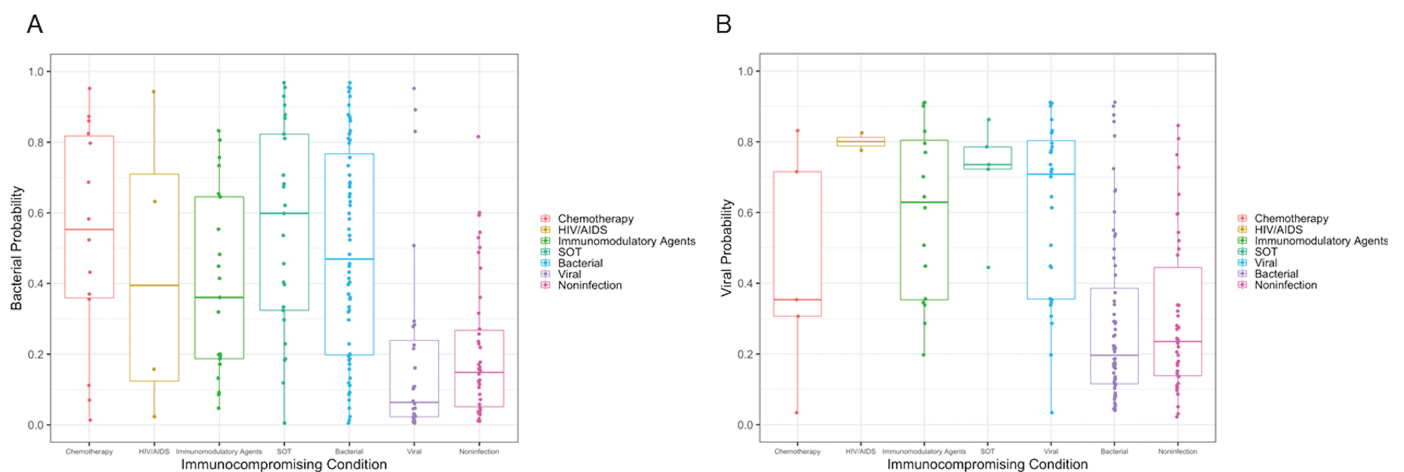 A
Bacterial Probability
1.0
0.8
0.6
0.4
0.2
0.0
Chemotherapy HIV/AIDS Immunomodulatory Agents SOT Bacterial Viral Noninfection
Immunocompromising Condition
Chemotherapy
HIV/AIDS
Immunomodulatory Agents
SOT
Bacterial
Viral
Noninfection
B
Viral Probability
1.0
0.8
0.6
0.4
0.2
0.0
Chemotherapy HIV/AIDS Immunomodulatory Agents SOT Viral Bacterial Noninfection
Immunocompromising Condition
Chemotherapy
HIV/AIDS
Immunomodulatory Agents
SOT
Viral
Bacterial
Noninfection